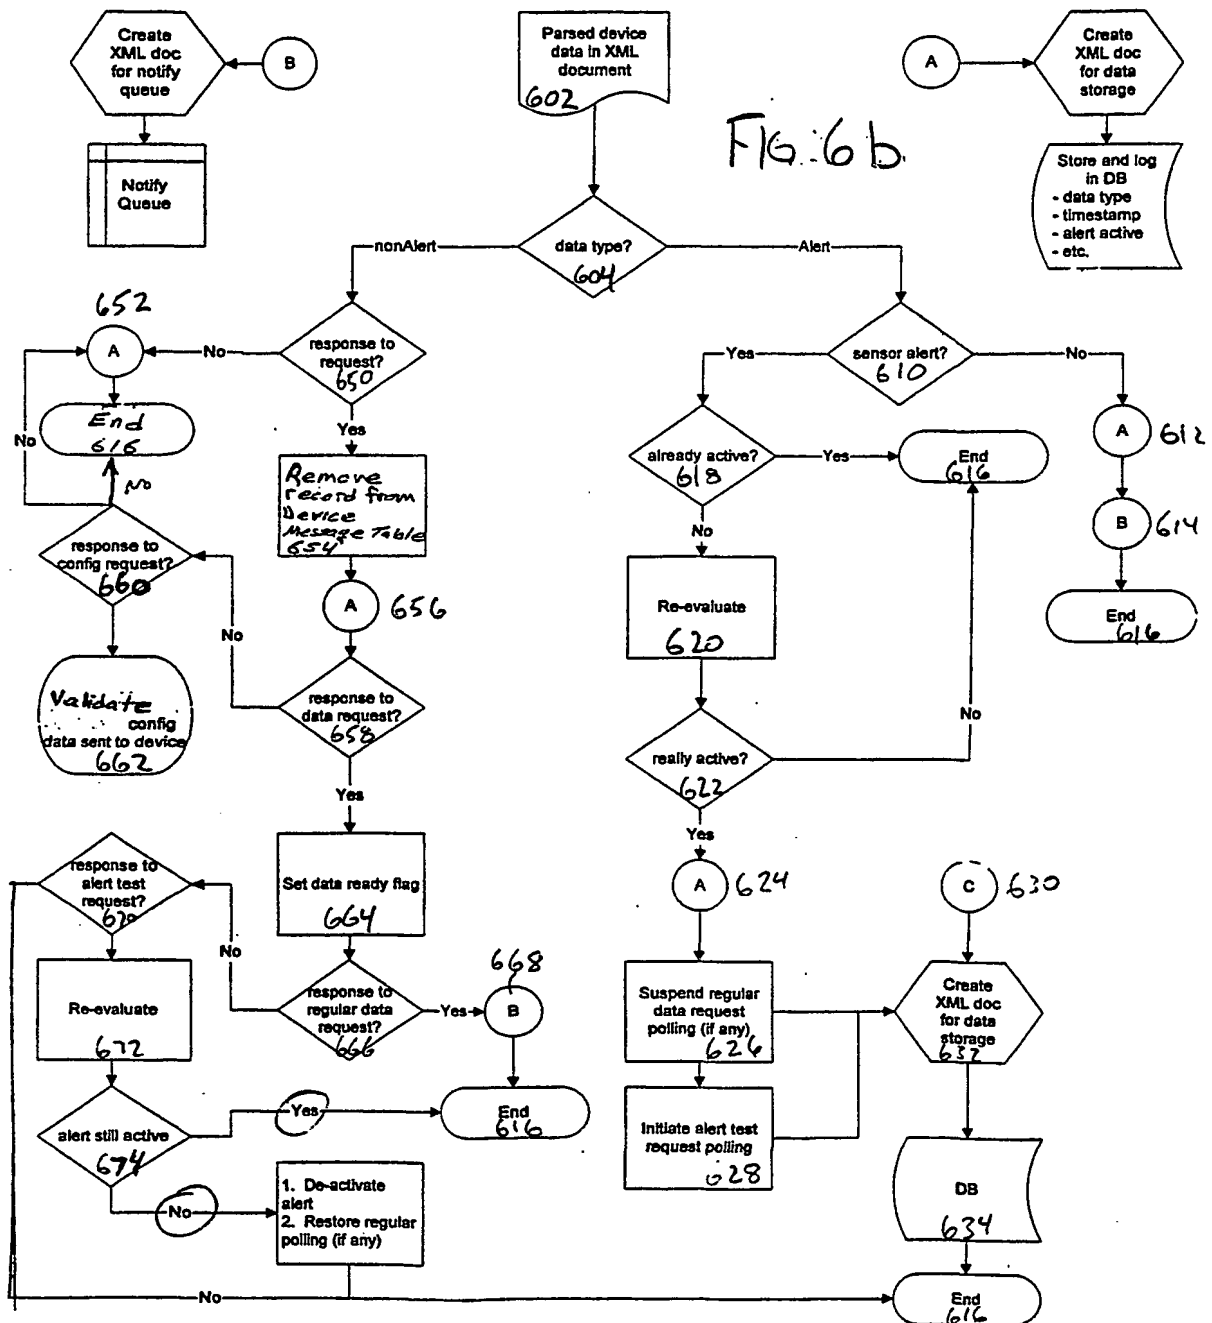 Create
XML doc
for notify
queue
B
Notify
Queue
Parsed device
data in XML
document
602
A
Create
XML doc
for data
storage
Store and log
in DB
- data type
- timestamp
- alert active
- etc.
FIG. 6b.
nonAlert
data type?
604
Alert
652
A
No
response to
request?
650
Yes
sensor alert?
610
No
End
616
No
No
Yes
Remove
record from
Device
Message Table
654
already active?
618
Yes
End
616
A
612
B
614
End
616
response to
config request?
660
No
A
656
No
Re-evaluate
620
Validate
config
data sent to device
662
response to
data request?
658
Yes
really active?
622
No
Yes
response to
alert test
request?
670
No
Set data ready flag
664
A
624
C
630
Re-evaluate
672
response to
regular data
request?
666
Yes
668
B
Suspend regular
data request
polling (if any)
626
Create
XML doc
for data
storage
632
alert still active
674
Yes
End
616
Initiate alert test
request polling
628
No
1. De-activate
alert
2. Restore regular
polling (if any)
DB
634
No
End
616